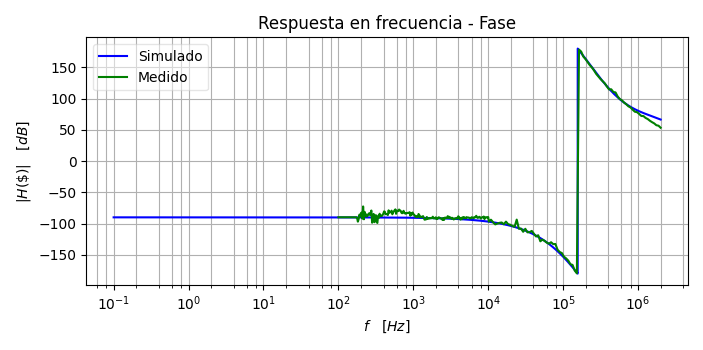 Respuesta en frecuencia - Fase
Simulado
Medido
|H($)| [dB]
150
100
50
0
−50
−100
−150
10⁻¹ 10⁰ 10¹ 10² 10³ 10⁴ 10⁵ 10⁶
f [Hz]